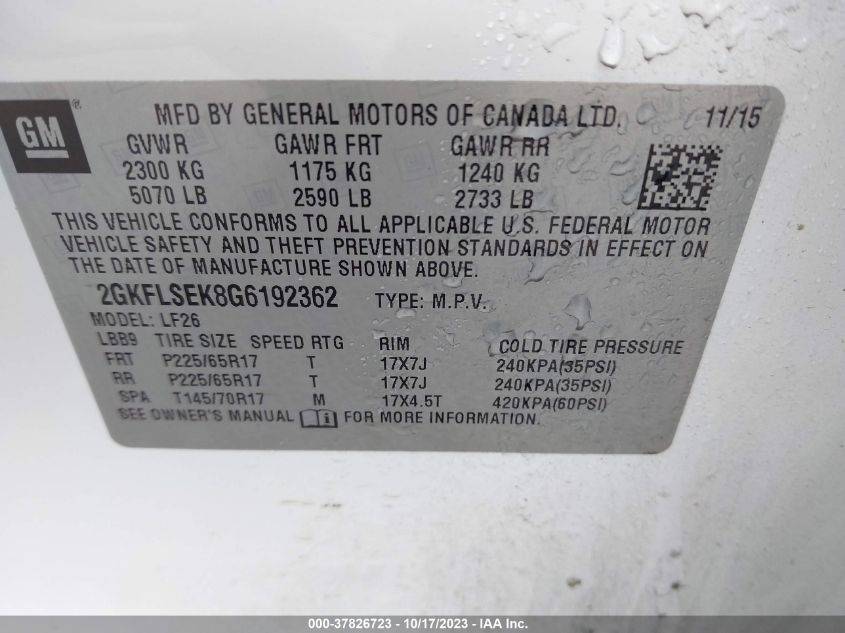 GM ® MFD BY GENERAL MOTORS OF CANADA LTD. 11/15
GVWR GAWR FRT GAWR RR
2300 KG 1175 KG 1240 KG
5070 LB 2590 LB 2733 LB
THIS VEHICLE CONFORMS TO ALL APPLICABLE U.S. FEDERAL MOTOR
VEHICLE SAFETY AND THEFT PREVENTION STANDARDS IN EFFECT ON
THE DATE OF MANUFACTURE SHOWN ABOVE.
2GKFLSEK8G6192362 TYPE: M.P.V.
MODEL: LF26
LBB9 TIRE SIZE SPEED RTG RIM COLD TIRE PRESSURE
FRT P225/65R17 T 17X7J 240KPA(35PSI)
RR P225/65R17 T 17X7J 240KPA(35PSI)
SPA T145/70R17 M 17X4.5T 420KPA(60PSI)
SEE OWNER'S MANUAL FOR MORE INFORMATION.
000-37826723 - 10/17/2023 - IAA Inc.